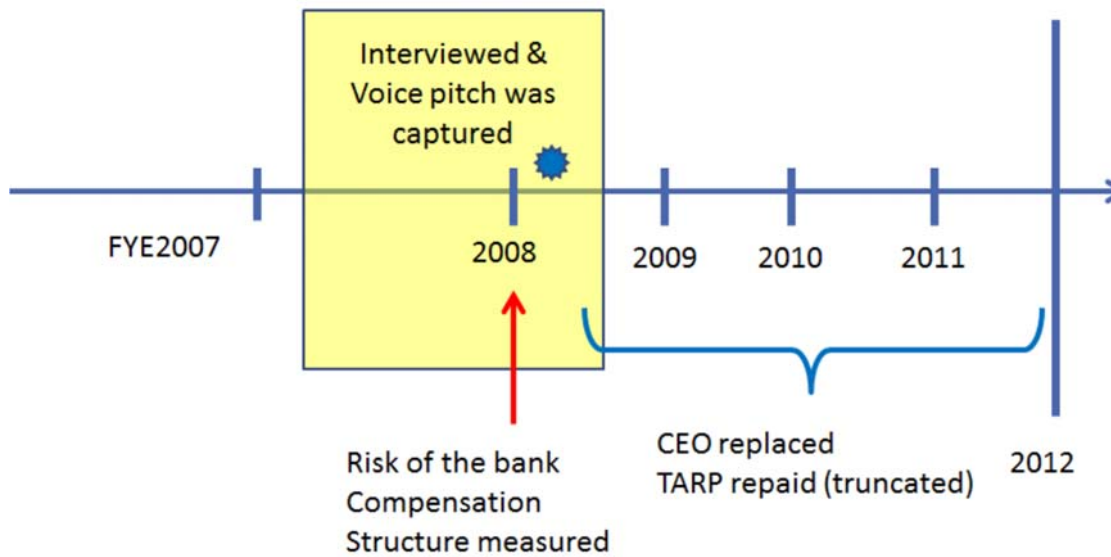 Interviewed &
Voice pitch was
captured
FYE2007
2008
2009
2010
2011
2012
Risk of the bank
Compensation
Structure measured
CEO replaced
TARP repaid (truncated)